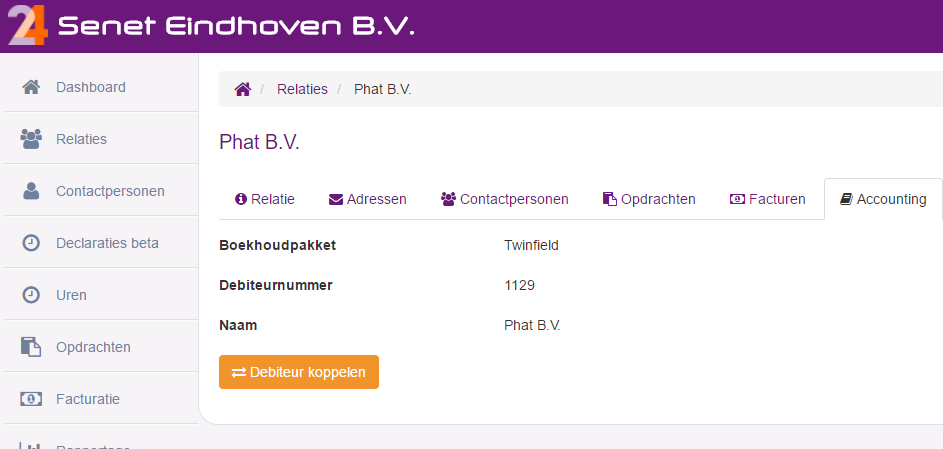 24 Senet Eindhoven B.V.
Dashboard
Relaties
Contactpersonen
Declaraties beta
Uren
Opdrachten
Facturatie
/ Relaties / Phat B.V.
Phat B.V.
Relatie Adressen Contactpersonen Opdrachten Facturen Accounting
Boekhoudpakket Twinfield
Debiteurnummer 1129
Naam Phat B.V.
Debiteur koppelen